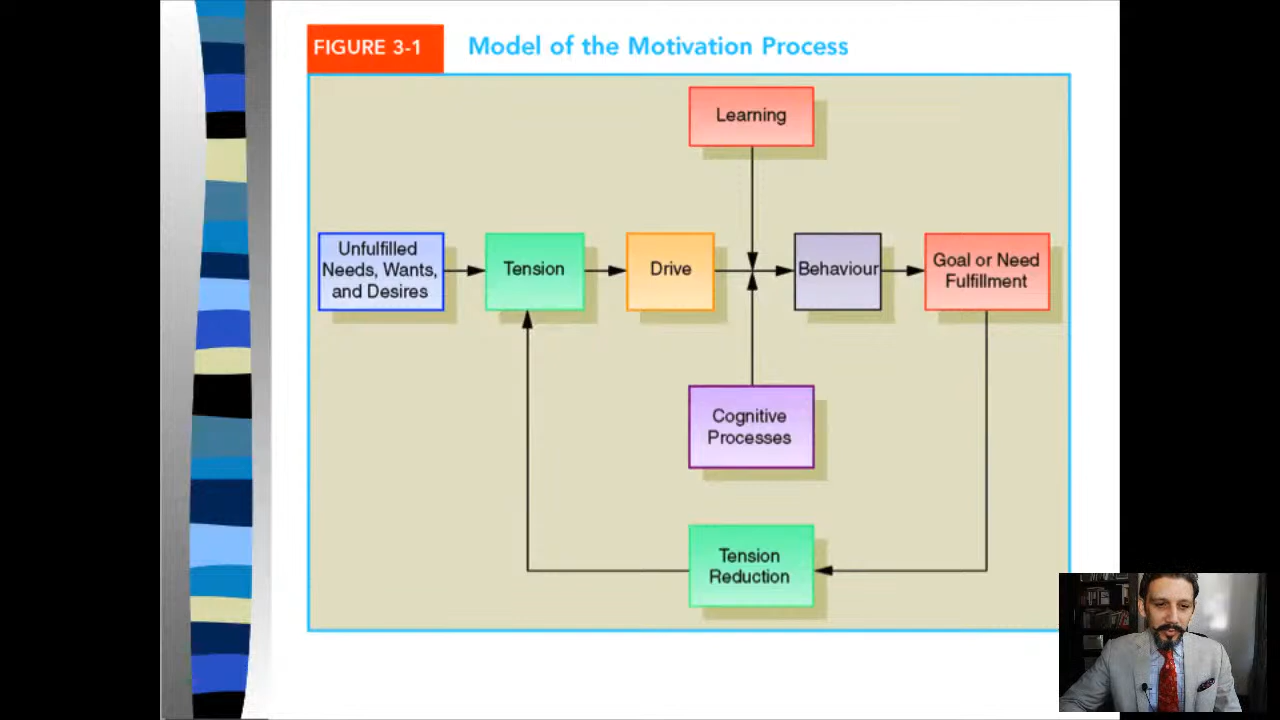 FIGURE 3-1
Model of the Motivation Process
Learning
Unfulfilled
Needs, Wants,
and Desires
Tension
Drive
Behaviour
Goal or Need
Fulfillment
Cognitive
Processes
Tension
Reduction